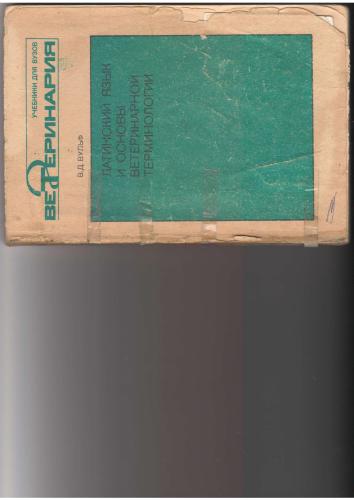 УЧЕБНИКИ ДЛЯ ВУЗОВ
ВЕТЕРИНАРИЯ
В.Д. ВУЛЬФ
ЛАТИНСКИЙ ЯЗЫК
И ОСНОВЫ
ВЕТЕРИНАРНОЙ
ТЕРМИНОЛОГИИ